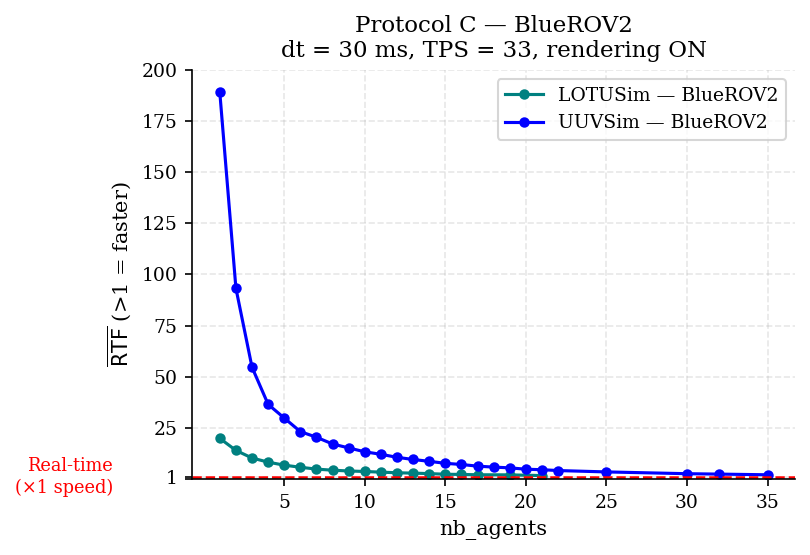 Protocol C — BlueROV2
dt = 30 ms, TPS = 33, rendering ON
LOTUSim — BlueROV2
UUVSim — BlueROV2
RTF (>1 = faster)
200
175
150
125
100
75
50
25
1
Real-time
(×1 speed)
5 10 15 20 25 30 35
nb_agents